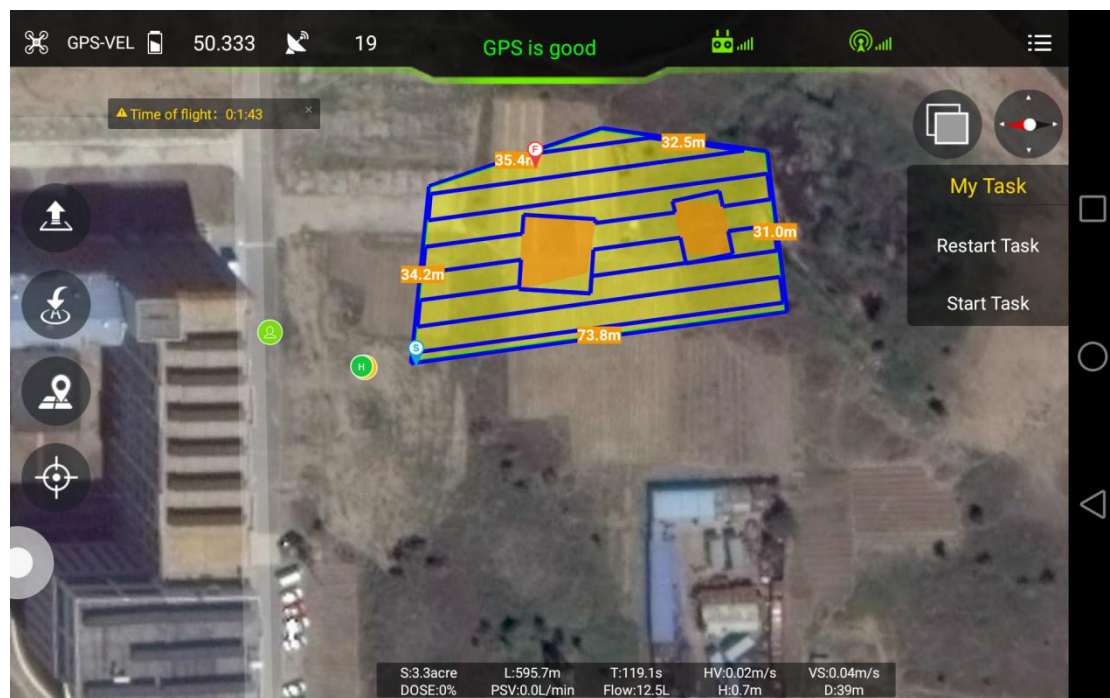 GPS-VEL 50.333 19 GPS is good
Time of flight: 0:1:43 ×
My Task
Restart Task
Start Task
A
F
35.4m
32.5m
31.0m
34.2m
73.8m
S
H
S:3.3acre L:595.7m T:119.1s HV:0.02m/s VS:0.04m/s
DOSE:0% PSV:0.0L/min Flow:12.5L H:0.7m D:39m